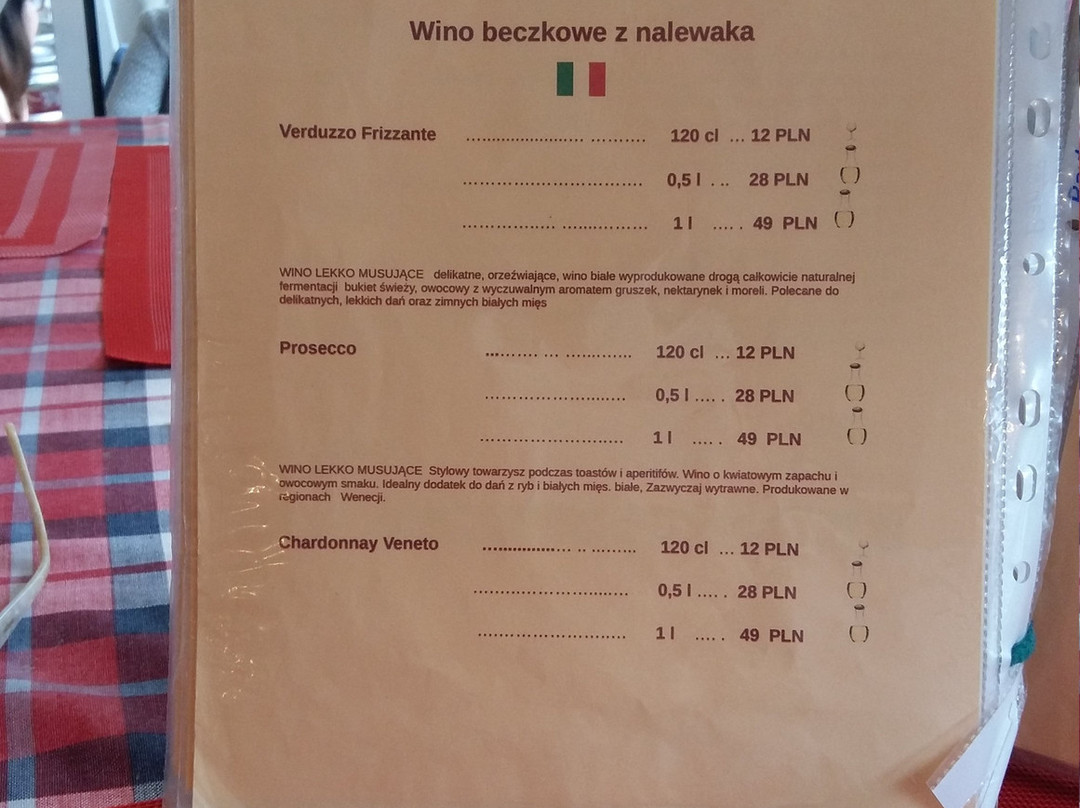 Wino beczkowe z nalewaka
Verduzzo Frizzante ............................ ......... 120 cl ... 12 PLN
.................................... 0,5 l . .. 28 PLN
..................... .................... 1 l ..... . 49 PLN
WINO LEKKO MUSUJĄCE delikatne, orzeźwiające, wino białe wyprodukowane drogą całkowicie naturalnej
fermentacji bukiet świeży, owocowy z wyczuwalnym aromatem gruszek, nektarynek i moreli. Polecane do
delikatnych, lekkich dań oraz zimnych białych mięs
Prosecco .......... ... ............... 120 cl ... 12 PLN
............................ 0,5 l .... . 28 PLN
............................ 1 l .... . 49 PLN
WINO LEKKO MUSUJĄCE Stylowy towarzysz podczas toastów i aperitifów. Wino o kwiatowym zapachu i
owocowym smaku. Idealny dodatek do dań z ryb i białych mięs. białe, Zazwyczaj wytrawne. Produkowane w
regionach Wenecji.
Chardonnay Veneto .................. .. ......... 120 cl ... 12 PLN
............................... 0,5 l .... . 28 PLN
............................. 1 l ..... . 49 PLN